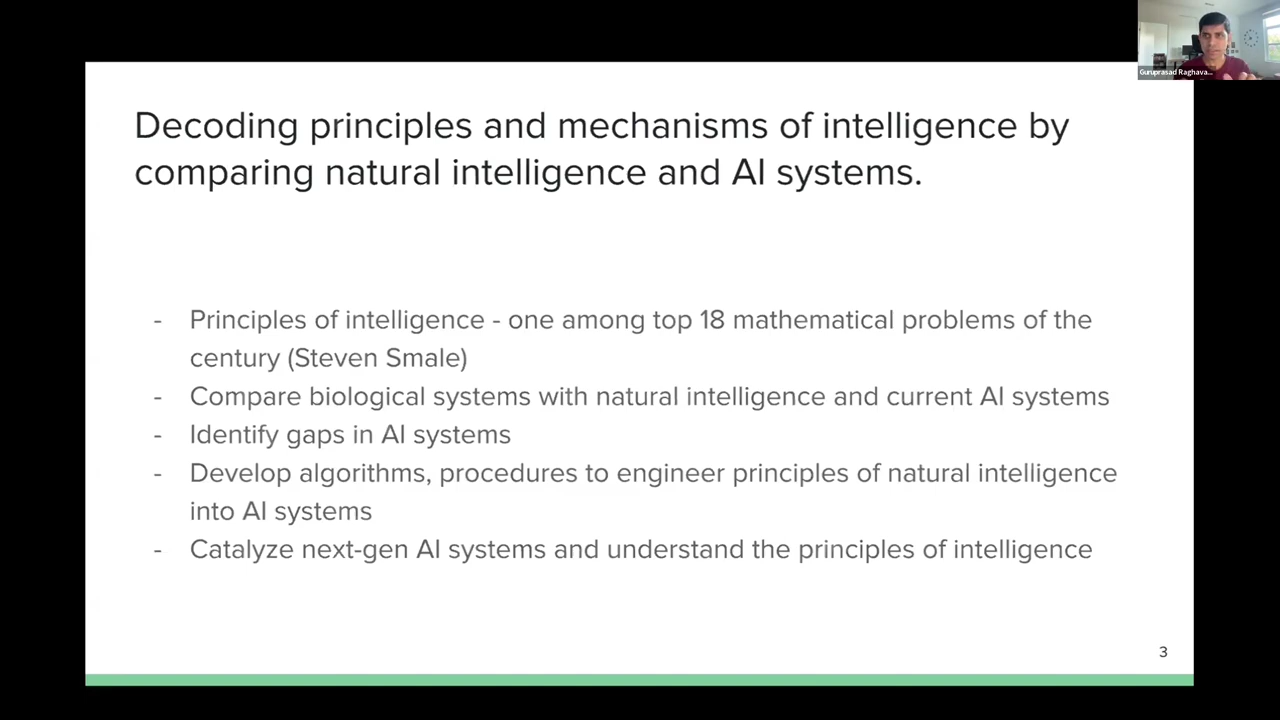 Guruprasad Raghava...
Decoding principles and mechanisms of intelligence by
comparing natural intelligence and AI systems.
- Principles of intelligence - one among top 18 mathematical problems of the
century (Steven Smale)
- Compare biological systems with natural intelligence and current AI systems
- Identify gaps in AI systems
- Develop algorithms, procedures to engineer principles of natural intelligence
into AI systems
- Catalyze next-gen AI systems and understand the principles of intelligence
3